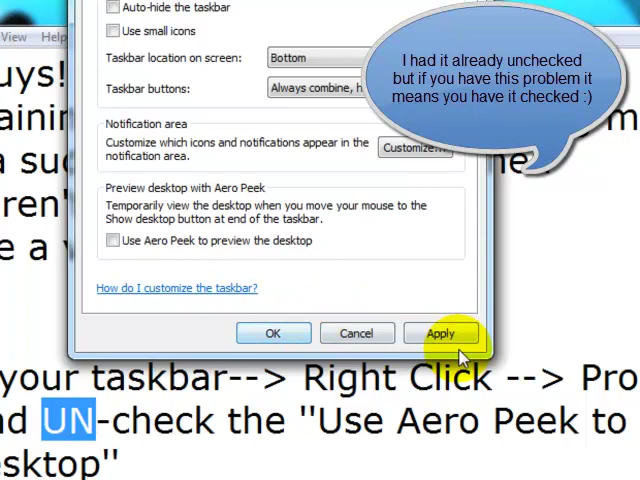 Auto-hide the taskbar
View Help
Use small icons
Taskbar location on screen: Bottom
Taskbar buttons: Always combine, h
I had it already unchecked
but if you have this problem it
means you have it checked :)
Notification area
Customize which icons and notifications appear in the
notification area.
Customize...
Preview desktop with Aero Peek
Temporarily view the desktop when you move your mouse to the
Show desktop button at end of the taskbar.
Use Aero Peek to preview the desktop
How do I customize the taskbar?
OK Cancel Apply
your taskbar--> Right Click --> Pro
UN-check the "Use Aero Peek to